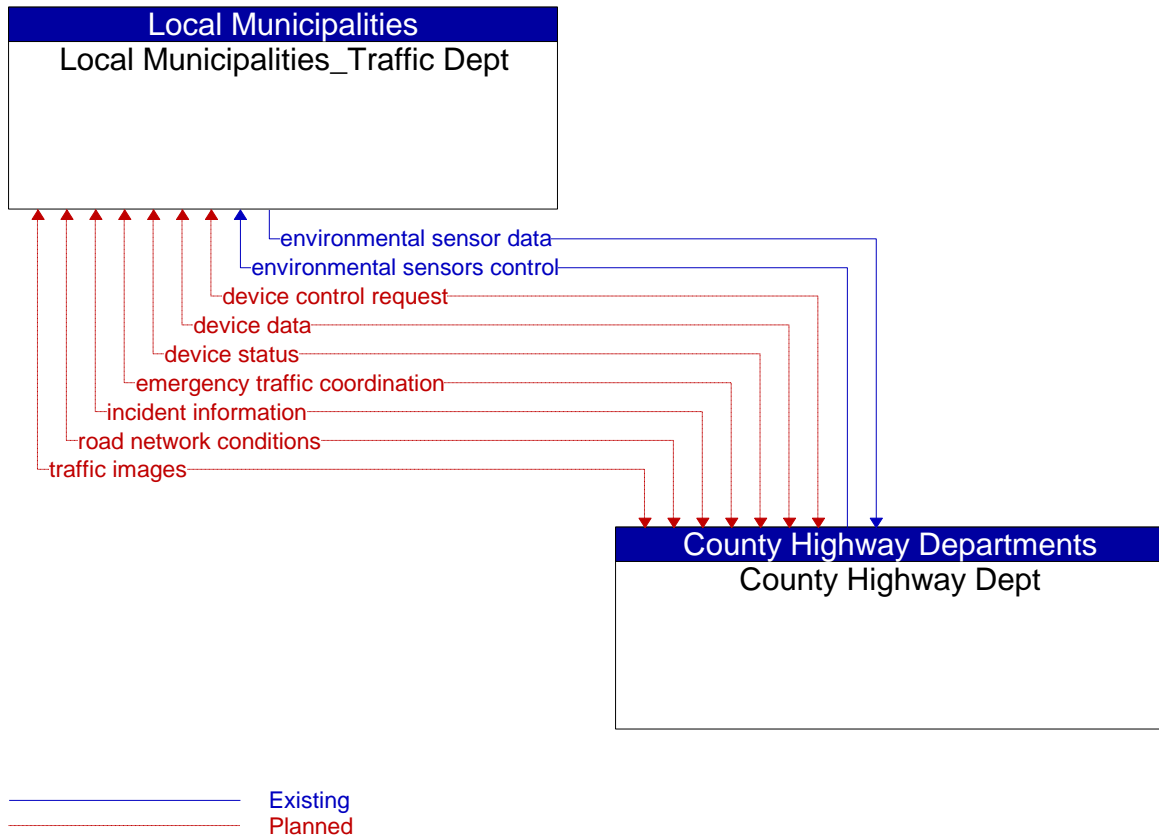 Local Municipalities
Local Municipalities_Traffic Dept
environmental sensor data
environmental sensors control
device control request
device data
device status
emergency traffic coordination
incident information
road network conditions
traffic images
County Highway Departments
County Highway Dept
Existing
Planned